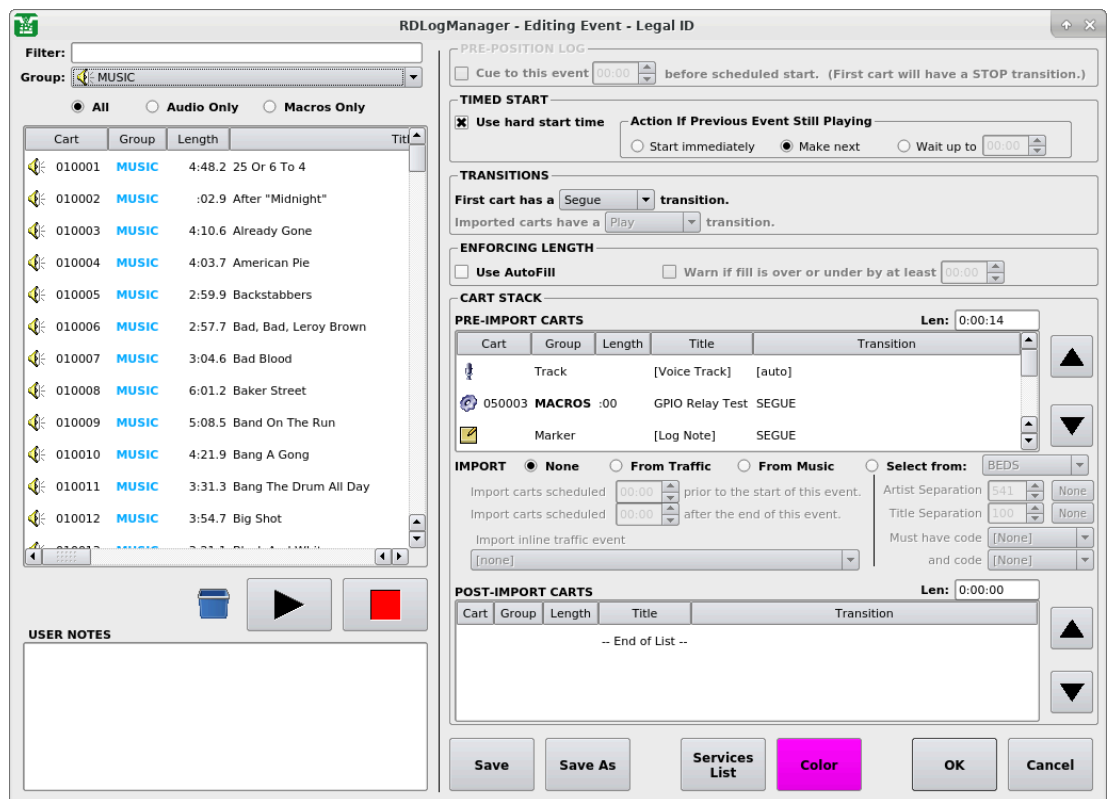 RDLogManager - Editing Event - Legal ID
Filter:
Group: MUSIC
All Audio Only Macros Only
Cart Group Length Titl
010001 MUSIC 4:48.2 25 Or 6 To 4
010002 MUSIC :02.9 After "Midnight"
010003 MUSIC 4:10.6 Already Gone
010004 MUSIC 4:03.7 American Pie
010005 MUSIC 2:59.9 Backstabbers
010006 MUSIC 2:57.7 Bad, Bad, Leroy Brown
010007 MUSIC 3:04.6 Bad Blood
010008 MUSIC 6:01.2 Baker Street
010009 MUSIC 5:08.5 Band On The Run
010010 MUSIC 4:21.9 Bang A Gong
010011 MUSIC 3:31.3 Bang The Drum All Day
010012 MUSIC 3:54.7 Big Shot
USER NOTES
PRE-POSITION LOG
Cue to this event 00:00 before scheduled start. (First cart will have a STOP transition.)
TIMED START
Use hard start time
Action If Previous Event Still Playing
Start immediately Make next Wait up to 00:00
TRANSITIONS
First cart has a Segue transition.
Imported carts have a Play transition.
ENFORCING LENGTH
Use AutoFill Warn if fill is over or under by at least 00:00
CART STACK
PRE-IMPORT CARTS Len: 0:00:14
Cart Group Length Title Transition
Track [Voice Track] [auto]
050003 MACROS :00 GPIO Relay Test SEGUE
Marker [Log Note] SEGUE
IMPORT None From Traffic From Music Select from: BEDS
Import carts scheduled 00:00 prior to the start of this event.
Import carts scheduled 00:00 after the end of this event.
Import inline traffic event
[none]
Artist Separation 541 None
Title Separation 100 None
Must have code [None]
and code [None]
POST-IMPORT CARTS Len: 0:00:00
Cart Group Length Title Transition
-- End of List --
Save Save As Services List Color OK Cancel